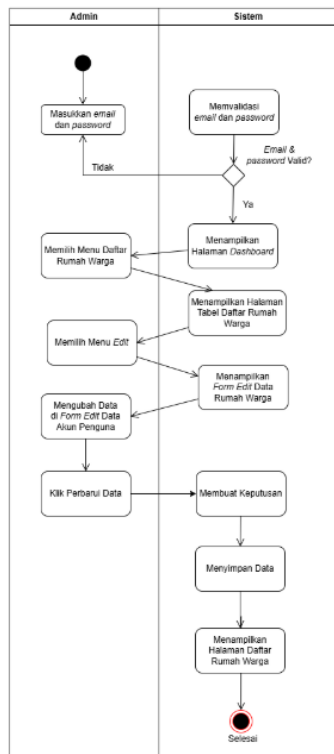 Admin
Sistem
Masukkan email
dan password
Memvalidasi
email dan password
Email &
password Valid?
Tidak
Ya
Menampilkan
Halaman Dashboard
Memilih Menu Daftar
Rumah Warga
Menampilkan Halaman
Tabel Daftar Rumah
Warga
Memilih Menu Edit
Menampilkan
Form Edit Data
Rumah Warga
Mengubah Data
di Form Edit Data
Akun Penguna
Klik Perbarui Data
Membuat Keputusan
Menyimpan Data
Menampilkan
Halaman Daftar
Rumah Warga
Selesai